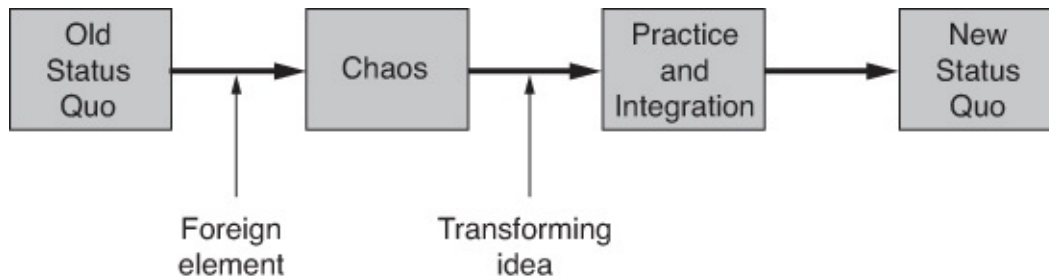 Old
Status
Quo
Chaos
Practice
and
Integration
New
Status
Quo
Foreign
element
Transforming
idea